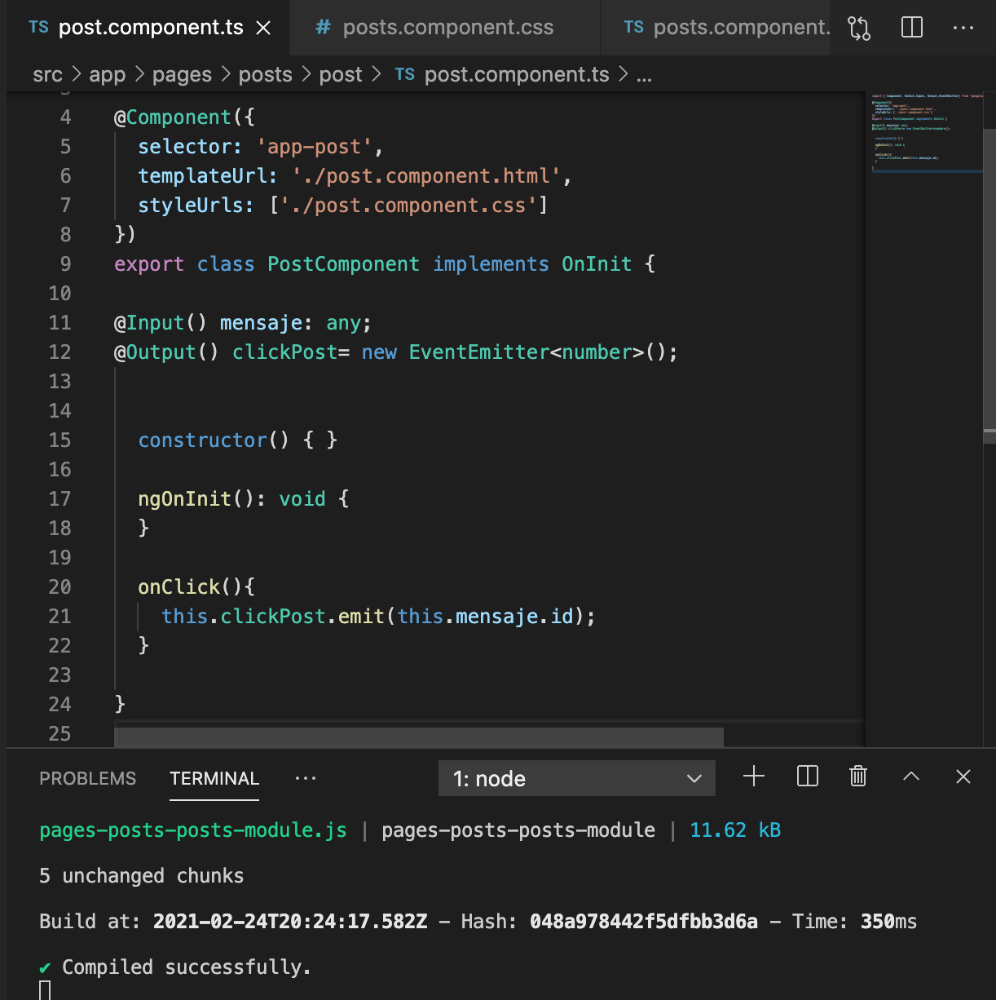 TS post.component.ts # posts.component.css TS posts.component.
src > app > pages > posts > post > TS post.component.ts > ...
4 @Component({
5 selector: 'app-post',
6 templateUrl: './post.component.html',
7 styleUrls: ['./post.component.css']
8 })
9 export class PostComponent implements OnInit {
10
11 @Input() mensaje: any;
12 @Output() clickPost= new EventEmitter<number>();
13
14
15 constructor() { }
16
17 ngOnInit(): void {
18 }
19
20 onClick(){
21 this.clickPost.emit(this.mensaje.id);
22 }
23
24 }
25
PROBLEMS TERMINAL ... 1: node
pages-posts-posts-module.js | pages-posts-posts-module | 11.62 kB
5 unchanged chunks
Build at: 2021-02-24T20:24:17.582Z - Hash: 048a978442f5dfbb3d6a - Time: 350ms
✔ Compiled successfully.